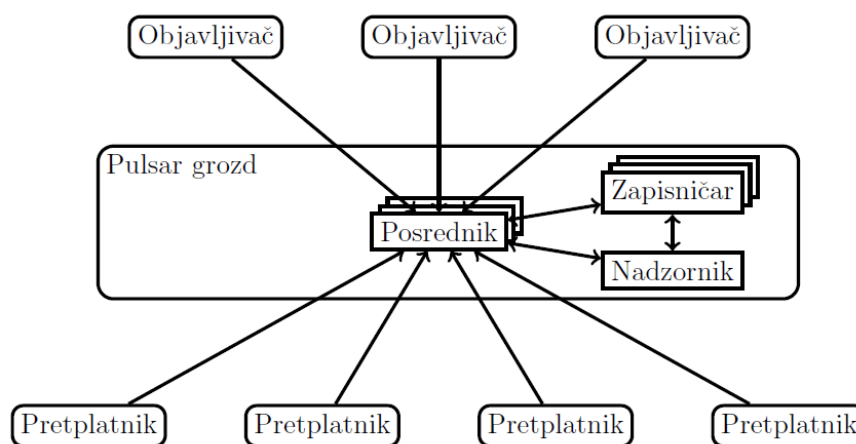 Objavljivač
Objavljivač
Objavljivač
Pulsar grozd
Zapisničar
Posrednik
Nadzornik
Pretplatnik
Pretplatnik
Pretplatnik
Pretplatnik